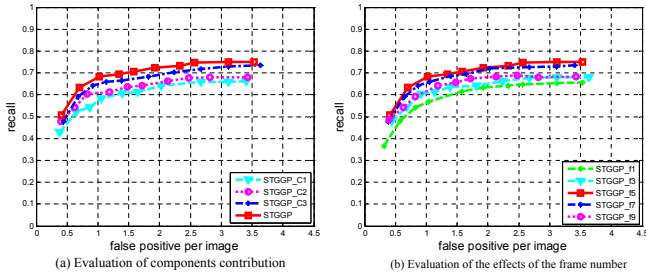 1
0.9
0.8
0.7
0.6
0.5
0.4
0.3
0.2
0.1
0
recall
0 0.5 1 1.5 2 2.5 3 3.5 4 4.5
false positive per image
STGGP_C1
STGGP_C2
STGGP_C3
STGGP
(a) Evaluation of components contribution
1
0.9
0.8
0.7
0.6
0.5
0.4
0.3
0.2
0.1
0
recall
0 0.5 1 1.5 2 2.5 3 3.5 4 4.5
false positive per image
STGGP_f1
STGGP_f3
STGGP_f5
STGGP_f7
STGGP_f9
(b) Evaluation of the effects of the frame number